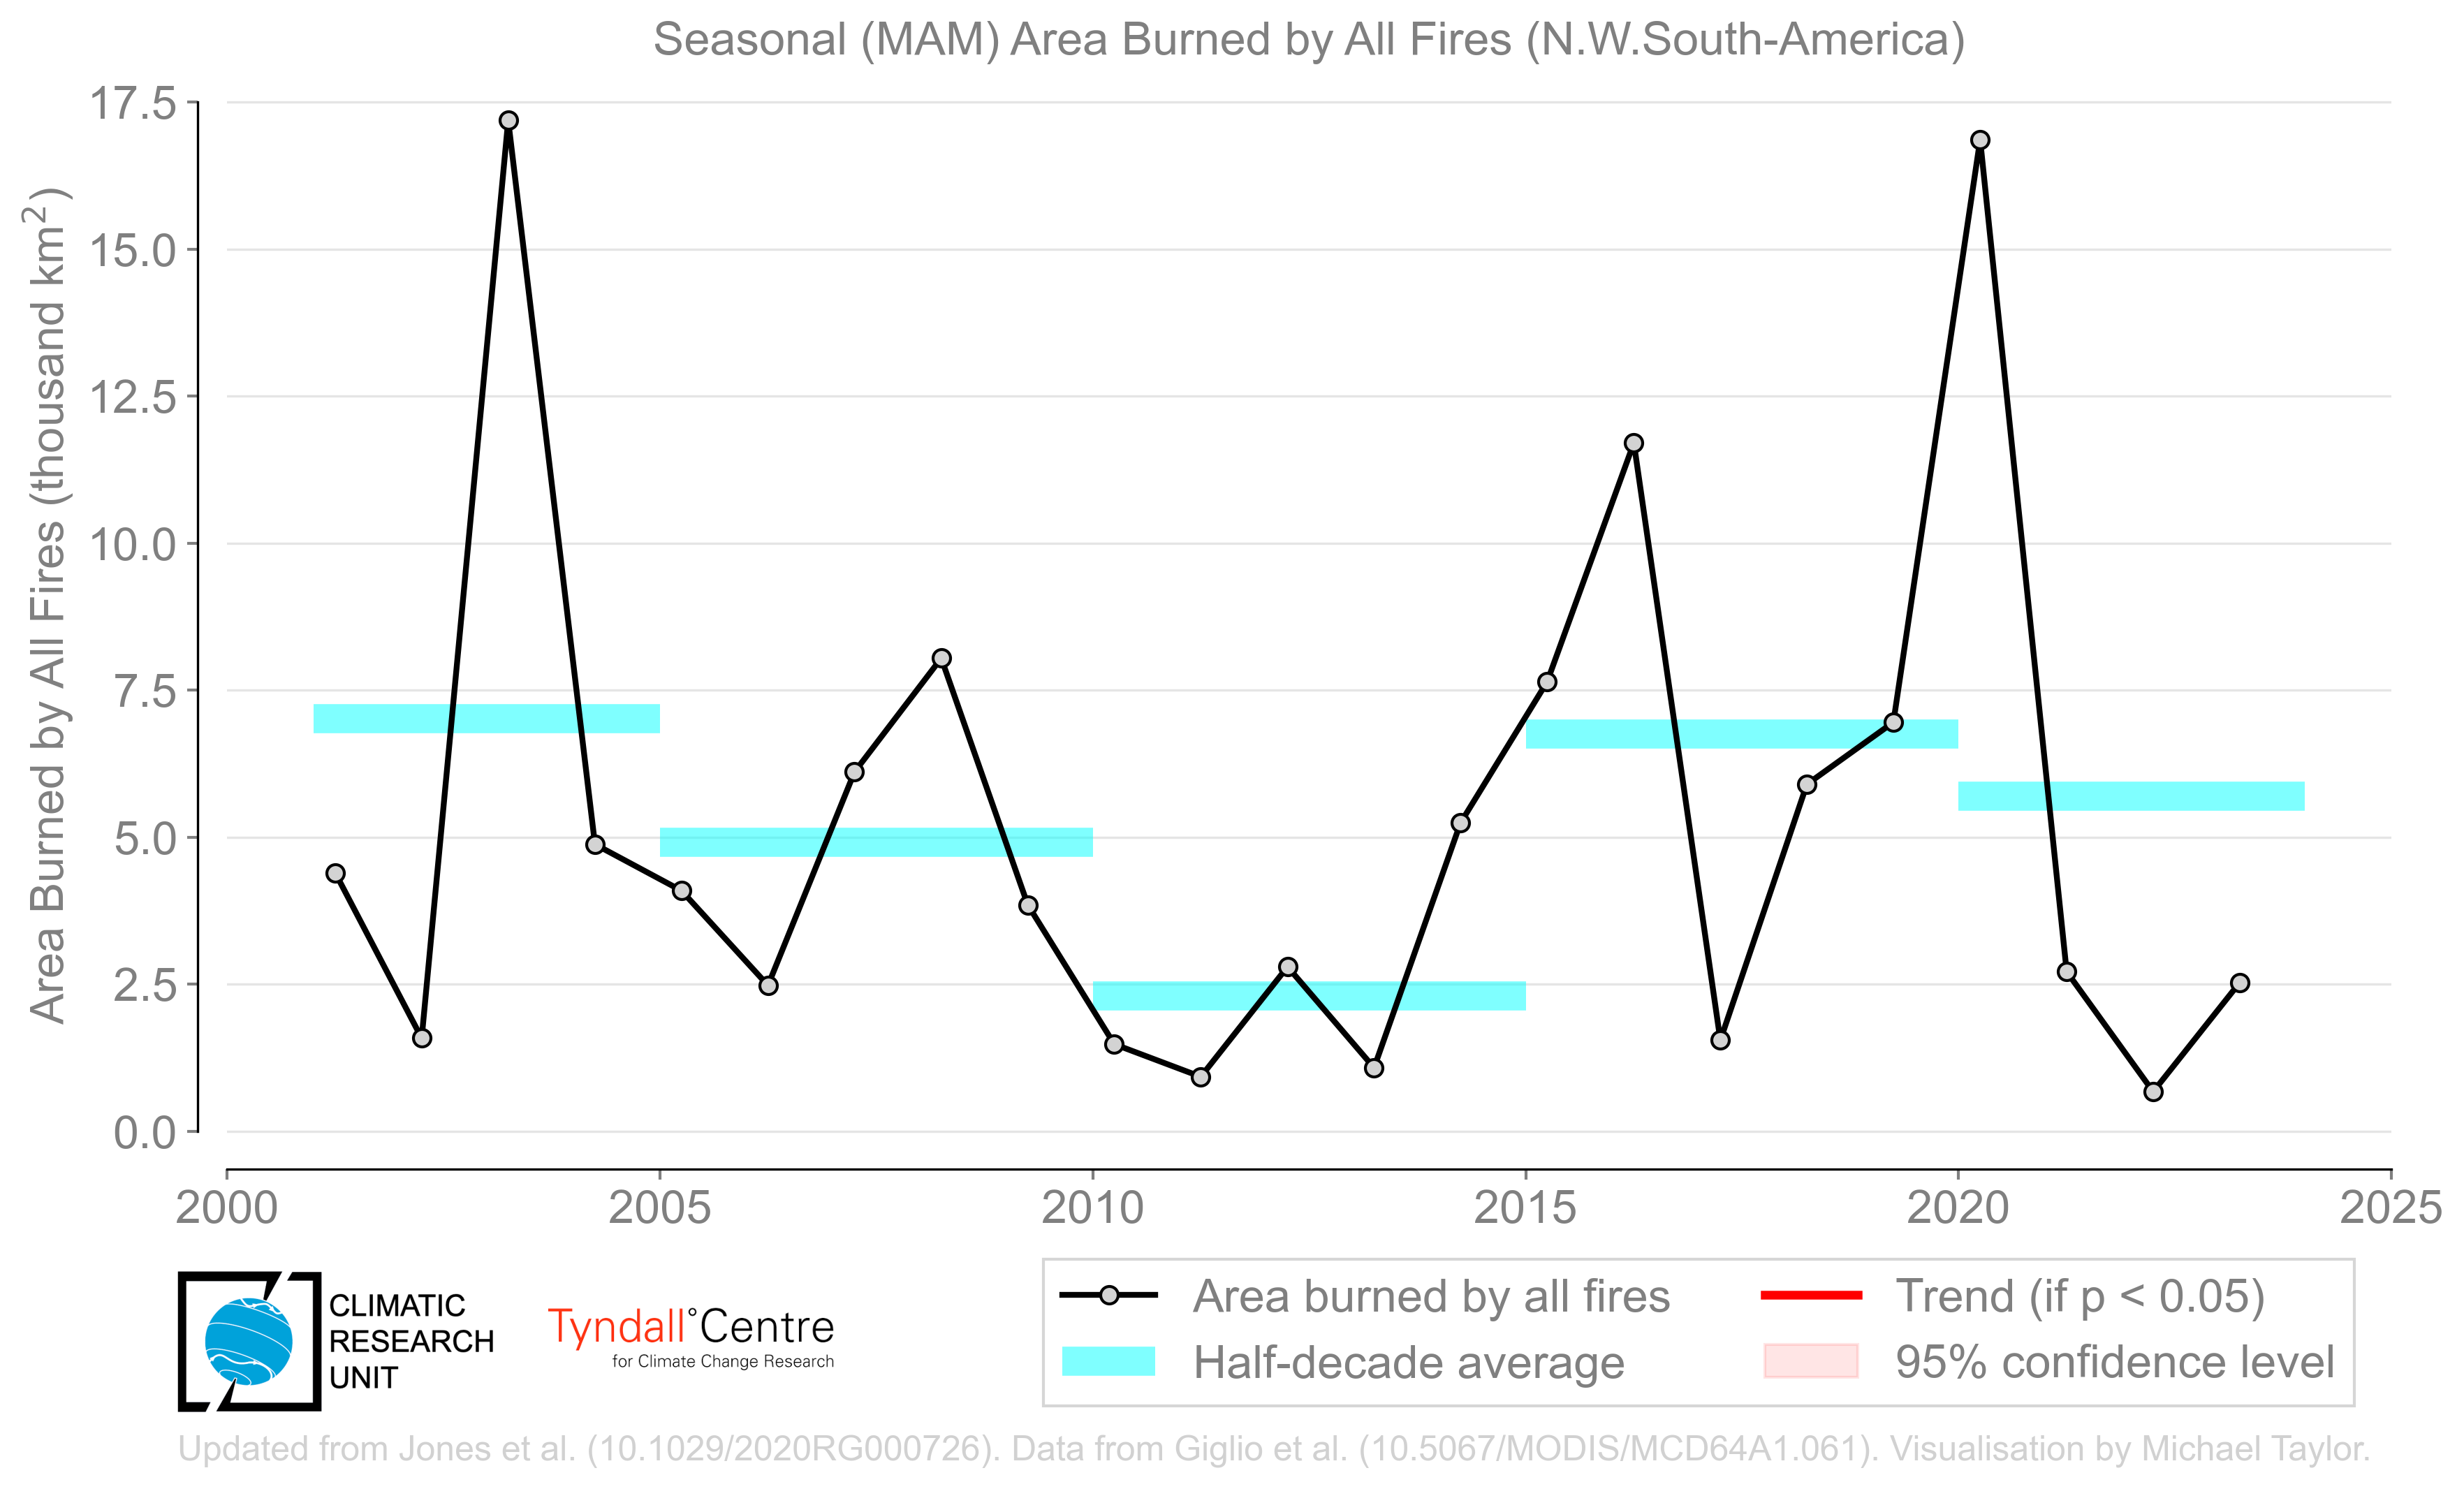 Seasonal (MAM) Area Burned by All Fires (N.W.South-America)
Area Burned by All Fires (thousand km²)
17.5
15.0
12.5
10.0
7.5
5.0
2.5
0.0
2000 2005 2010 2015 2020 2025
CLIMATIC
RESEARCH
UNIT
Tyndall°Centre
for Climate Change Research
Area burned by all fires
Half-decade average
Trend (if p < 0.05)
95% confidence level
Updated from Jones et al. (10.1029/2020RG000726). Data from Giglio et al. (10.5067/MODIS/MCD64A1.061). Visualisation by Michael Taylor.